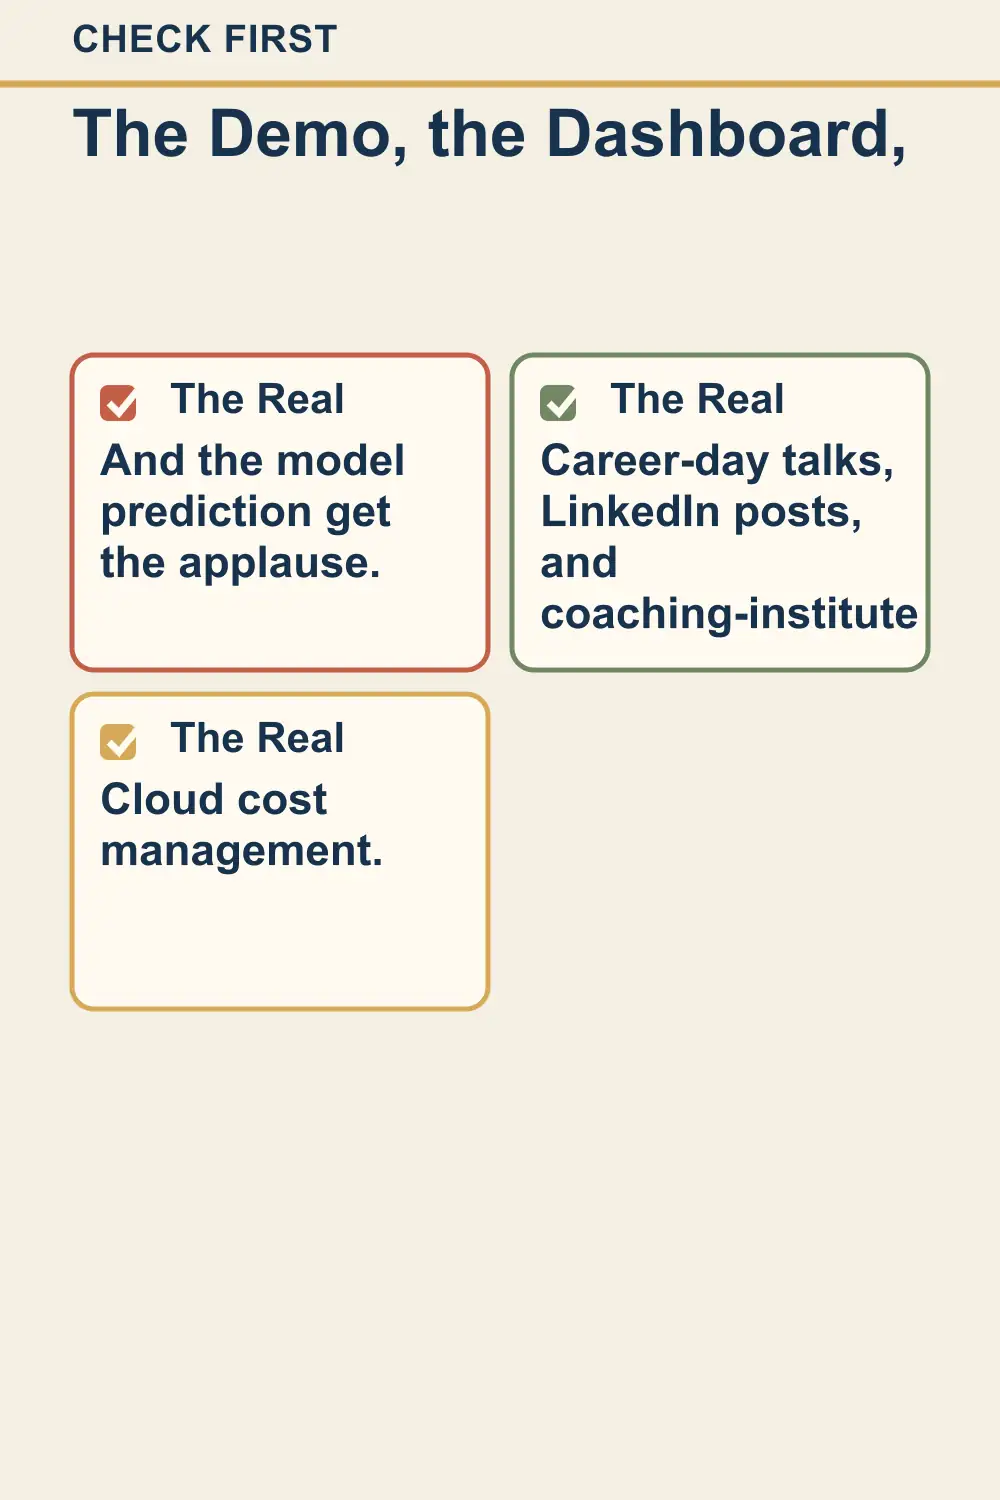 CHECK FIRST
The Demo, the Dashboard,
The Real
And the model
prediction get
the applause.
The Real
Career-day talks,
LinkedIn posts,
and
coaching-institute
The Real
Cloud cost
management.